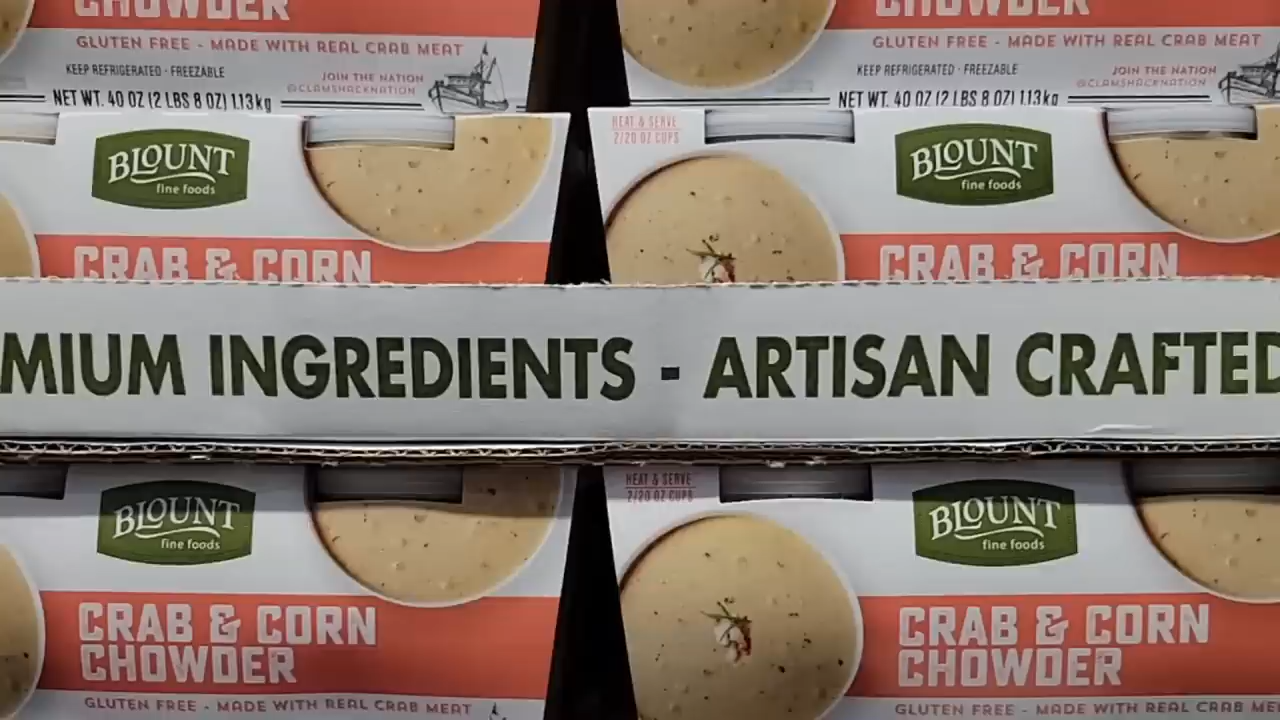 CHOWDER
GLUTEN FREE - MADE WITH REAL CRAB MEAT
KEEP REFRIGERATED · FREEZABLE
JOIN THE NATION
@CLAMSHACKNATION
NET WT. 40 OZ (2 LBS 8 OZ) 1.13kg
CHOWDER
GLUTEN FREE - MADE WITH REAL CRAB MEAT
KEEP REFRIGERATED · FREEZABLE
JOIN THE NATION
@CLAMSHACKNATION
NET WT. 40 OZ (2 LBS 8 OZ) 1.13kg
BLOUNT
fine foods
CRAB & CORN
HEAT & SERVE
2/20 OZ CUPS
BLOUNT
fine foods
CRAB & CORN
MIUM INGREDIENTS - ARTISAN CRAFTED
BLOUNT
fine foods
CRAB & CORN
CHOWDER
GLUTEN FREE - MADE WITH REAL CRAB MEAT
HEAT & SERVE
2/20 OZ CUPS
BLOUNT
fine foods
CRAB & CORN
CHOWDER
GLUTEN FREE - MADE WITH REAL CRAB ME